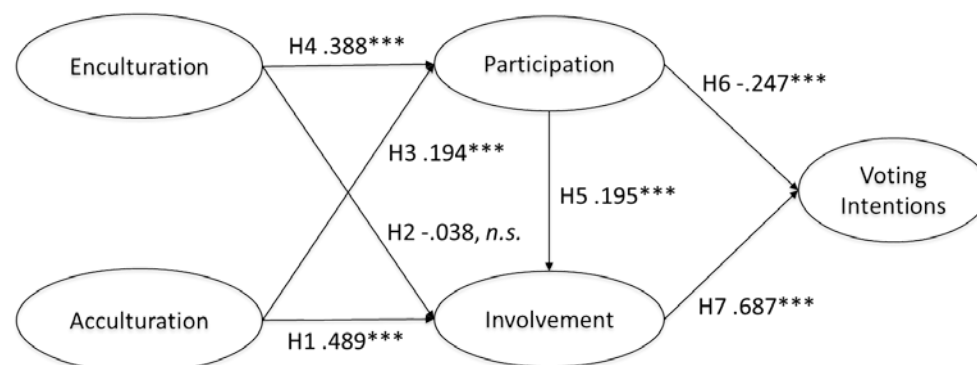 Enculturation
H4 .388***
Participation
H6 -.247***
H3 .194***
H5 .195***
Voting
Intentions
H2 -.038, n.s.
Acculturation
H1 .489***
Involvement
H7 .687***